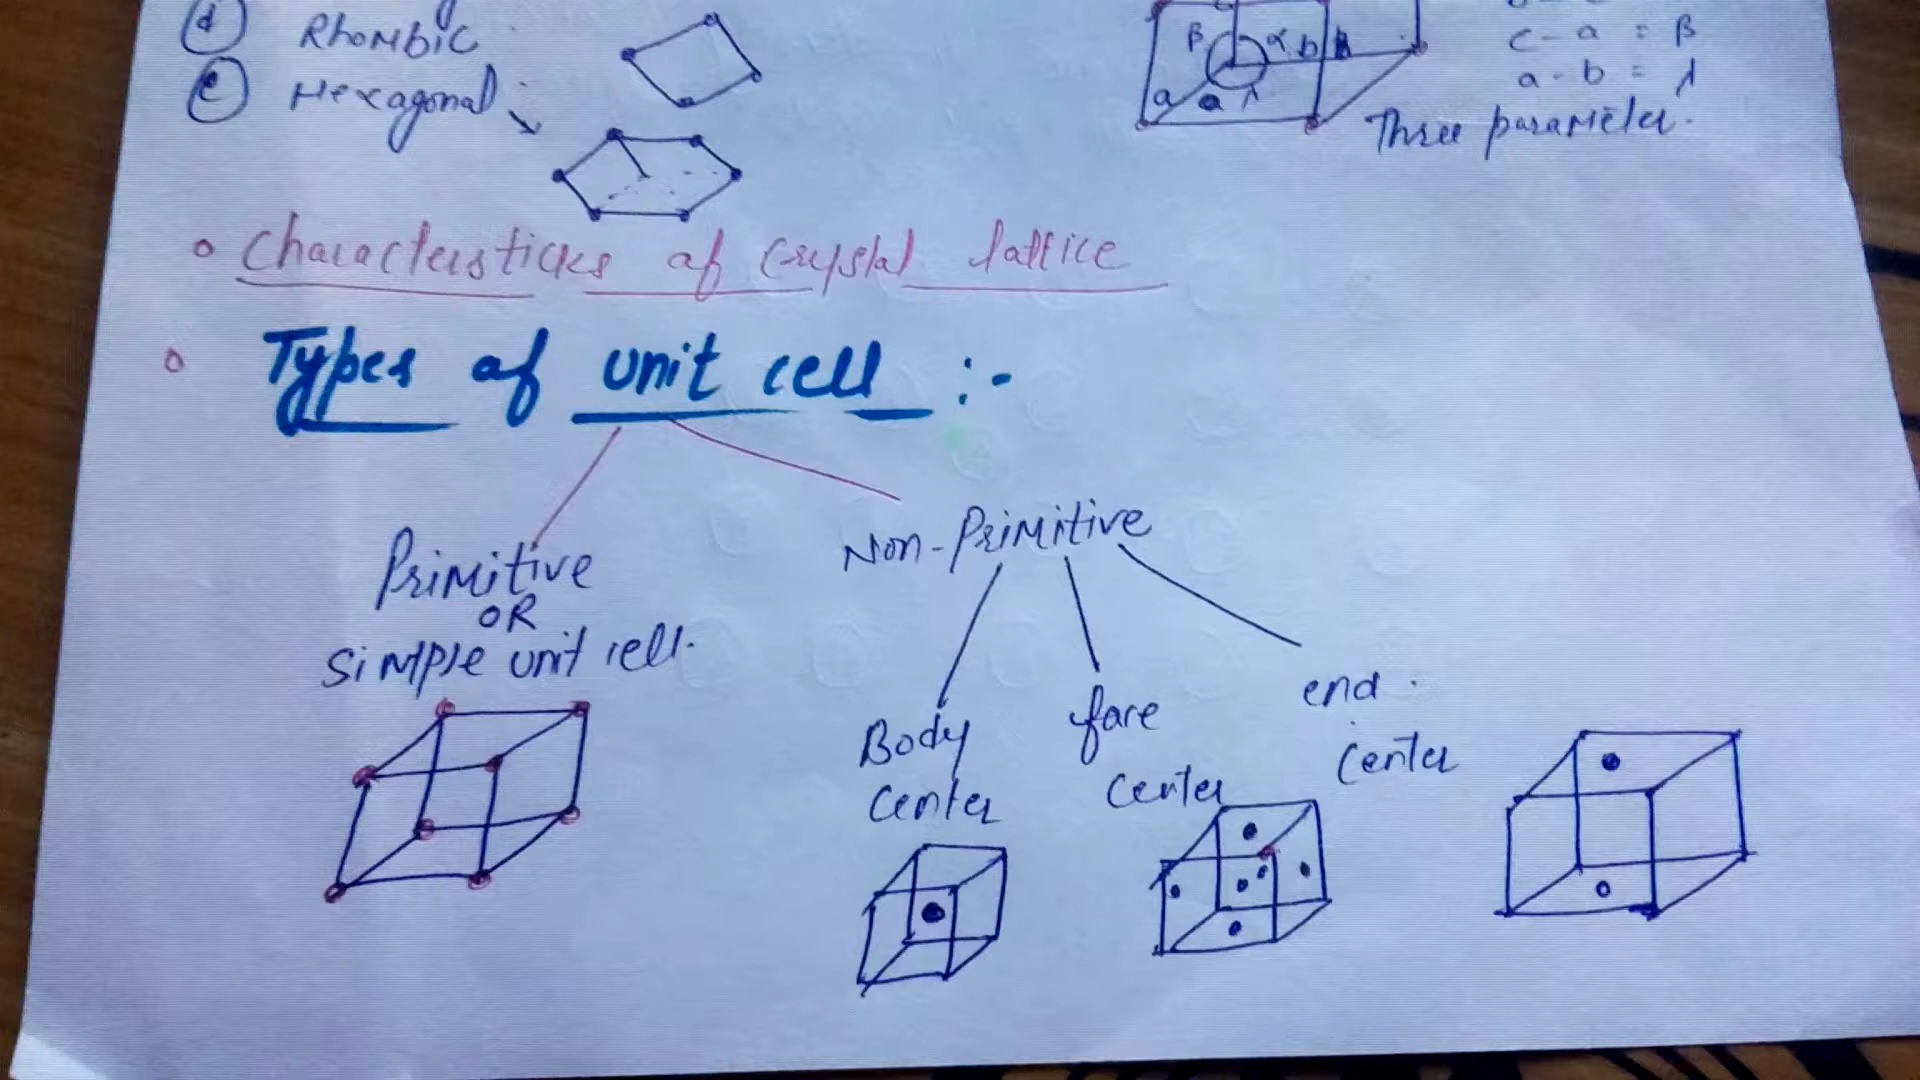 d Rhombic
e Hexagonal
β α b
a a λ
c - a = β
a - b = λ
Three parameter.
Characteristicks of Crystal lattice
Types of unit cell :-
Primitive
OR
Simple unit cell.
Non-Primitive
Body
center
face
center
end
center